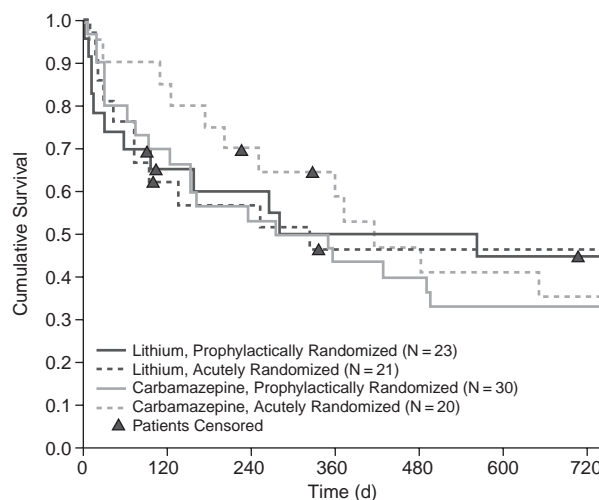 1.0
0.9
0.8
0.7
0.6
0.5
0.4
0.3
0.2
0.1
0.0
Cumulative Survival
Lithium, Prophylactically Randomized (N = 23)
Lithium, Acutely Randomized (N = 21)
Carbamazepine, Prophylactically Randomized (N = 30)
Carbamazepine, Acutely Randomized (N = 20)
Patients Censored
0 120 240 360 480 600 720
Time (d)